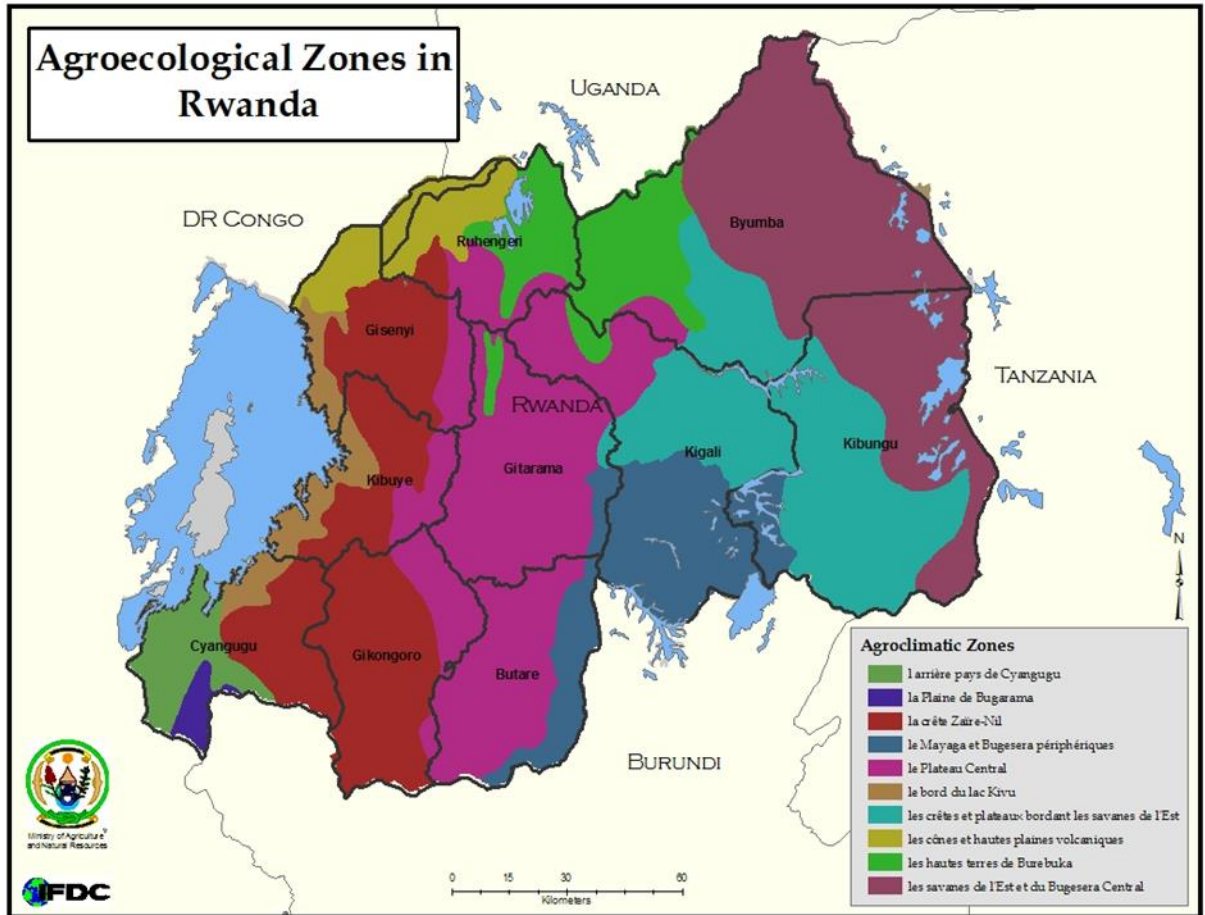 Agroecological Zones in
Rwanda
UGANDA
DR CONGO
Byumba
Ruhengeri
Gisenyi
TANZANIA
RWANDA
Kibungu
Kigali
Gitarama
Kibuye
Cyangugu
Gikongoro
Butare
BURUNDI
N
S
Agroclimatic Zones
l arrière pays de Cyangugu
la Plaine de Bugarama
la crête Zaïre-Nil
le Mayaga et Bugesera périphériques
le Plateau Central
le bord du lac Kivu
les crêtes et plateaux bordant les savanes de l'Est
les cônes et hautes plaines volcaniques
les hautes terres de Burebuka
les savanes de l'Est et du Bugesera Central
Ministry of Agriculture
and Natural Resources
IFDC
0 15 30 60
Kilometers